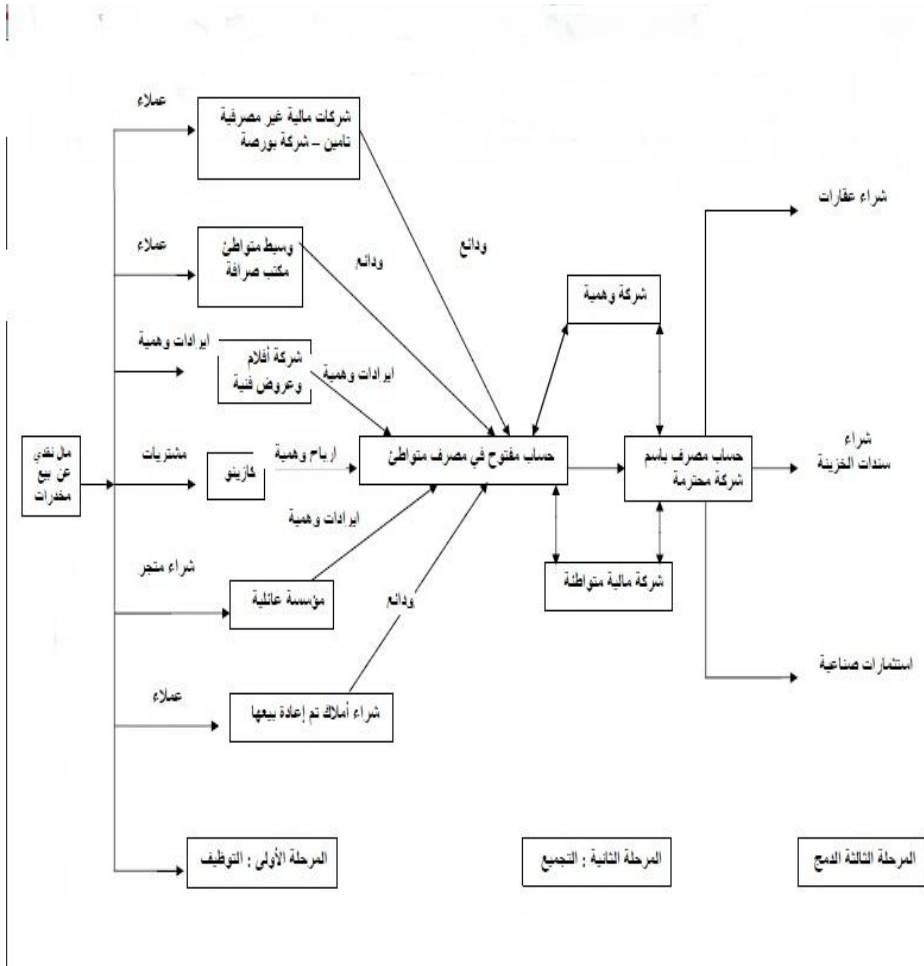 عملاء
شركات مالية غير مصرفية
تامين – شركة بورصة
شراء عقارات
عملاء
وسيط متواطئ
مكتب صرافة
ودائع
ودائع
شركة وهمية
ايرادات وهمية
شركة أفلام
وعروض فنية
ايرادات وهمية
مال نقدي
عن بيع
مخدرات
مشتريات
كازينو
ارباح وهمية
حساب مفتوح في مصرف متواطئ
حساب مصرف باسم
شركة محترمة
شراء
سندات الخزينة
ايرادات وهمية
شراء متجر
مؤسسة عائلية
ودائع
شركة مالية متواطئة
عملاء
شراء أملاك تم إعادة بيعها
استثمارات صناعية
المرحلة الأولى : التوظيف
المرحلة الثانية : التجميع
المرحلة الثالثة الدمج